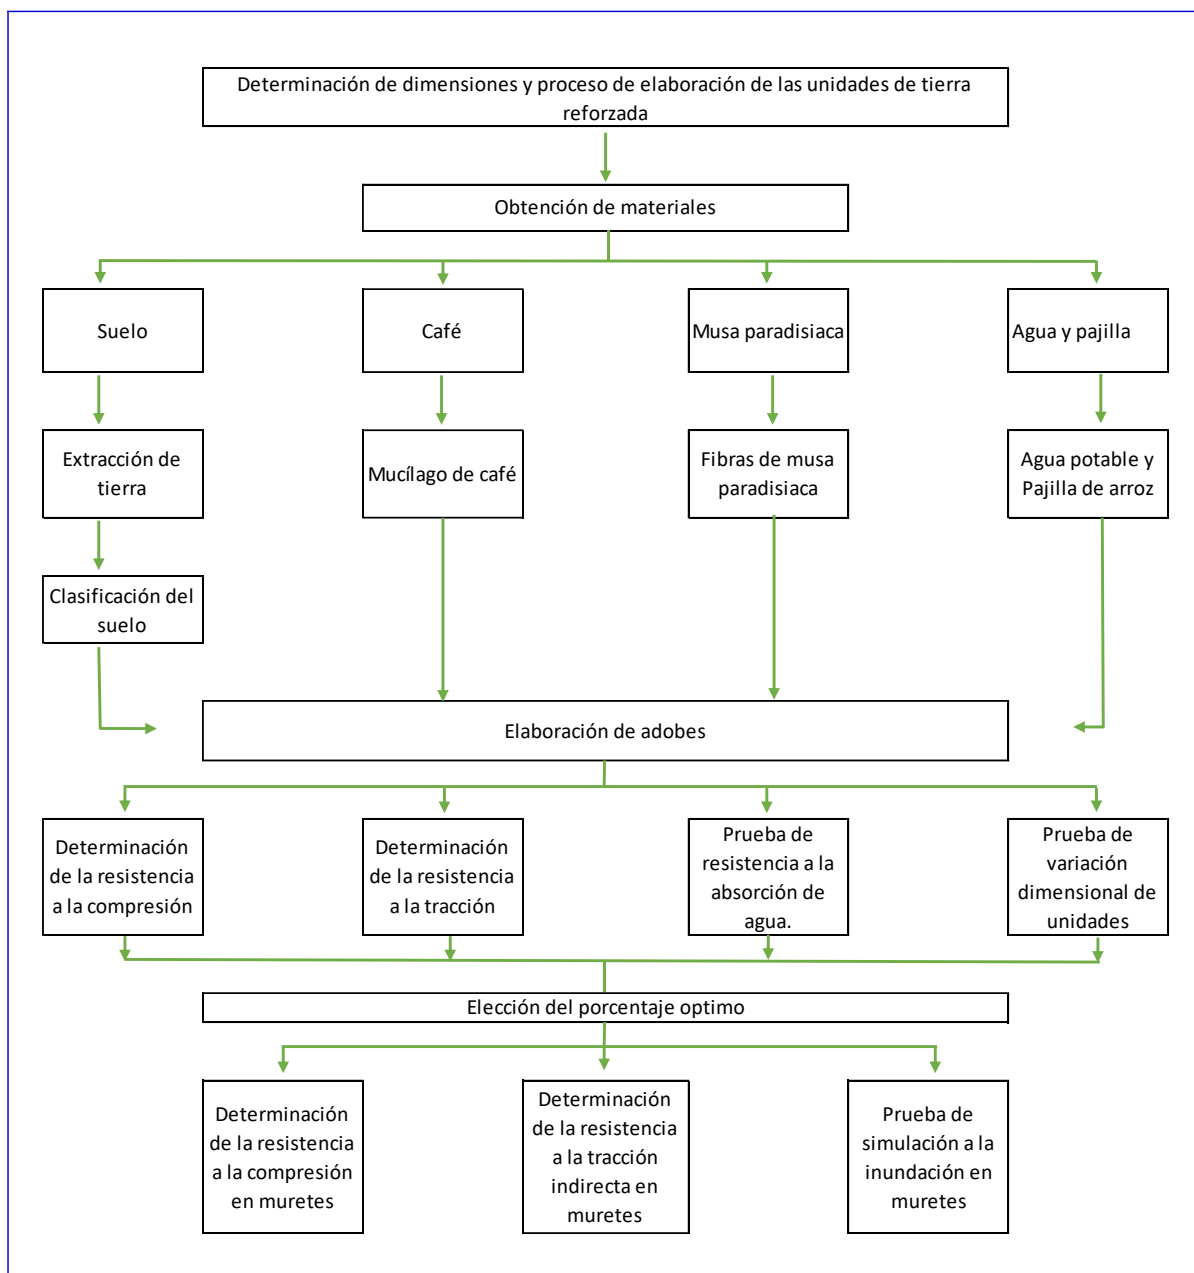 Determinación de dimensiones y proceso de elaboración de las unidades de tierra
reforzada
Obtención de materiales
Suelo
Café
Musa paradisiaca
Agua y pajilla
Extracción de
tierra
Mucílago de café
Fibras de musa
paradisiaca
Agua potable y
Pajilla de arroz
Clasificación del
suelo
Elaboración de adobes
Determinación
de la resistencia
a la compresión
Determinación
de la resistencia
a la tracción
Prueba de
resistencia a la
absorción de
agua.
Prueba de
variación
dimensional de
unidades
Elección del porcentaje optimo
Determinación
de la resistencia
a la compresión
en muretes
Determinación
de la resistencia
a la tracción
indirecta en
muretes
Prueba de
simulación a la
inundación en
muretes